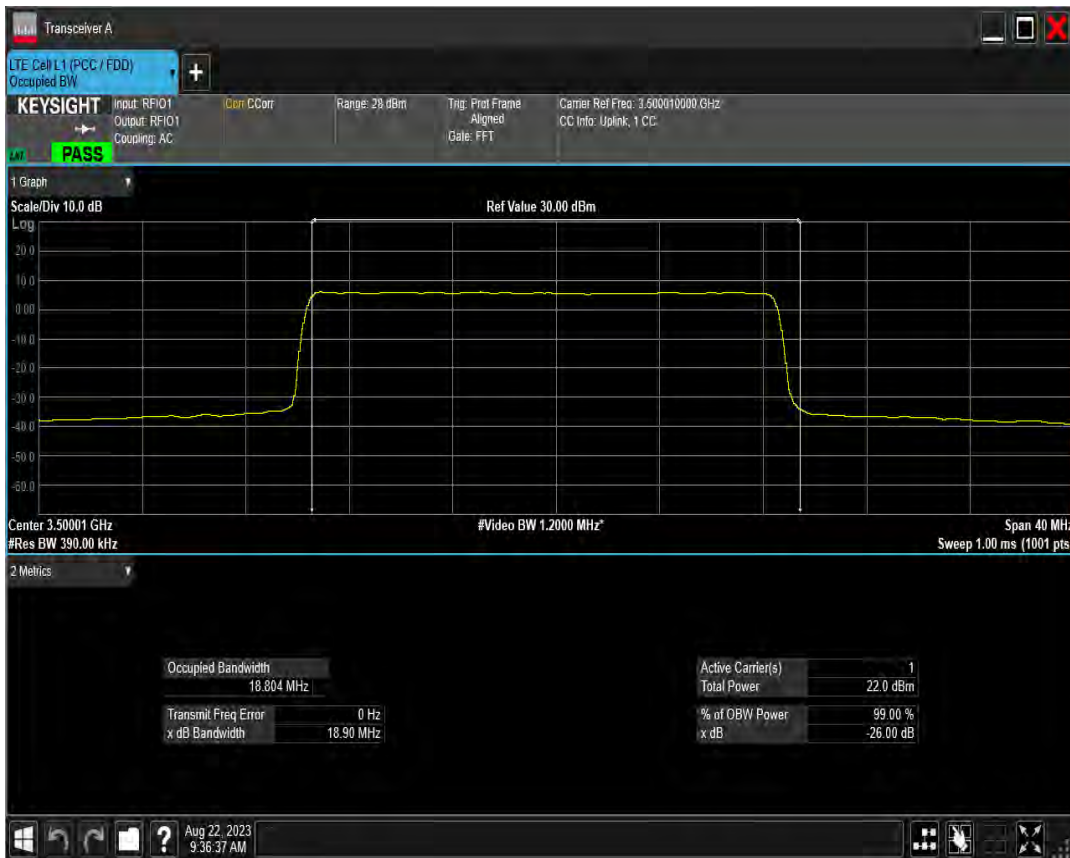 Transceiver A
LTE Cell L1 (PCC / FDD)
Occupied BW
+
KEYSIGHT
Input: RFIO1
Output: RFIO1
Coupling: AC
Corr CCorr
Range: 28 dBm
Trig: Prot Frame
Aligned
Gate: FFT
Carrier Ref Freq: 3.500010000 GHz
CC Info: Uplink, 1 CC
PASS
1 Graph
Scale/Div 10.0 dB
Ref Value 30.00 dBm
Log
20.0
10.0
0.00
-10.0
-20.0
-30.0
-40.0
-50.0
-60.0
Center 3.50001 GHz
#Video BW 1.2000 MHz*
Span 40 MHz
#Res BW 390.00 kHz
Sweep 1.00 ms (1001 pts
2 Metrics
Occupied Bandwidth
18.804 MHz
Transmit Freq Error 0 Hz
x dB Bandwidth 18.90 MHz
Active Carrier(s) 1
Total Power 22.0 dBm
% of OBW Power 99.00 %
x dB -26.00 dB
?
Aug 22, 2023
9:36:37 AM